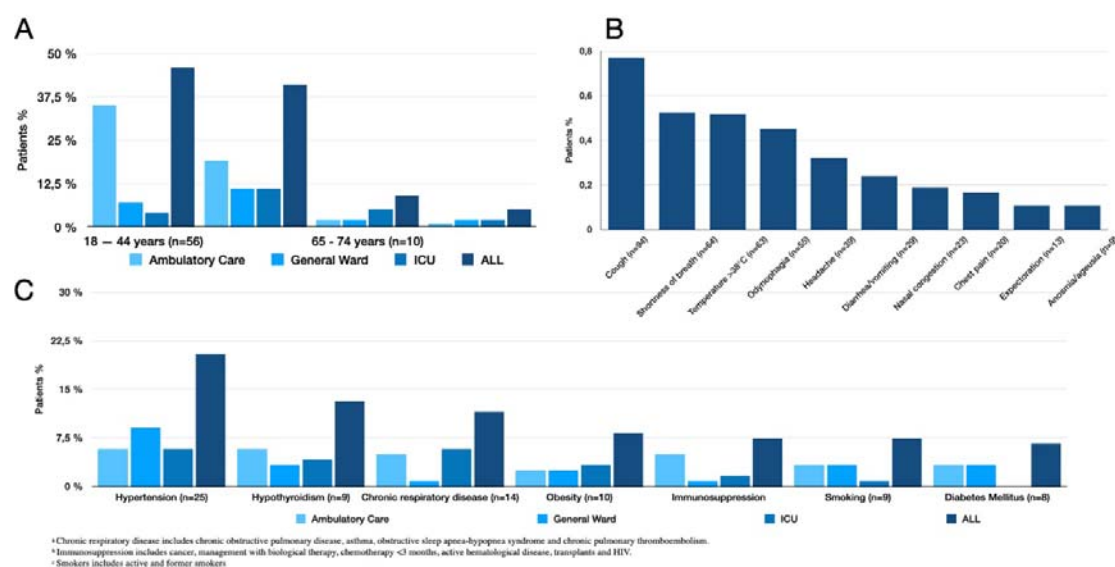 A
50 %
37,5 %
25 %
12,5 %
0 %
Patients %
18 — 44 years (n=56)
65 - 74 years (n=10)
Ambulatory Care
General Ward
ICU
ALL
B
0,8
0,6
0,4
0,2
0
Patients %
Cough (n=94)
Shortness of breath (n=64)
Temperature >38°C (n=63)
Odynophagia (n=55)
Headache (n=39)
Diarrhea/vomiting (n=29)
Nasal congestion (n=23)
Chest pain (n=20)
Expectoration (n=13)
Anosmia/ageusia (n=9)
C
30 %
22,5 %
15 %
7,5 %
0 %
Patients %
Hypertension (n=25)
Hypothyroidism (n=9)
Chronic respiratory disease (n=14)
Obesity (n=10)
Immunosuppression
Smoking (n=9)
Diabetes Mellitus (n=8)
Ambulatory Care
General Ward
ICU
ALL
a Chronic respiratory disease includes chronic obstructive pulmonary disease, asthma, obstructive sleep apnea-hypopnea syndrome and chronic pulmonary thromboembolism.
b Immunosuppression includes cancer, management with biological therapy, chemotherapy <3 months, active hematological disease, transplants and HIV.
c Smokers includes active and former smokers